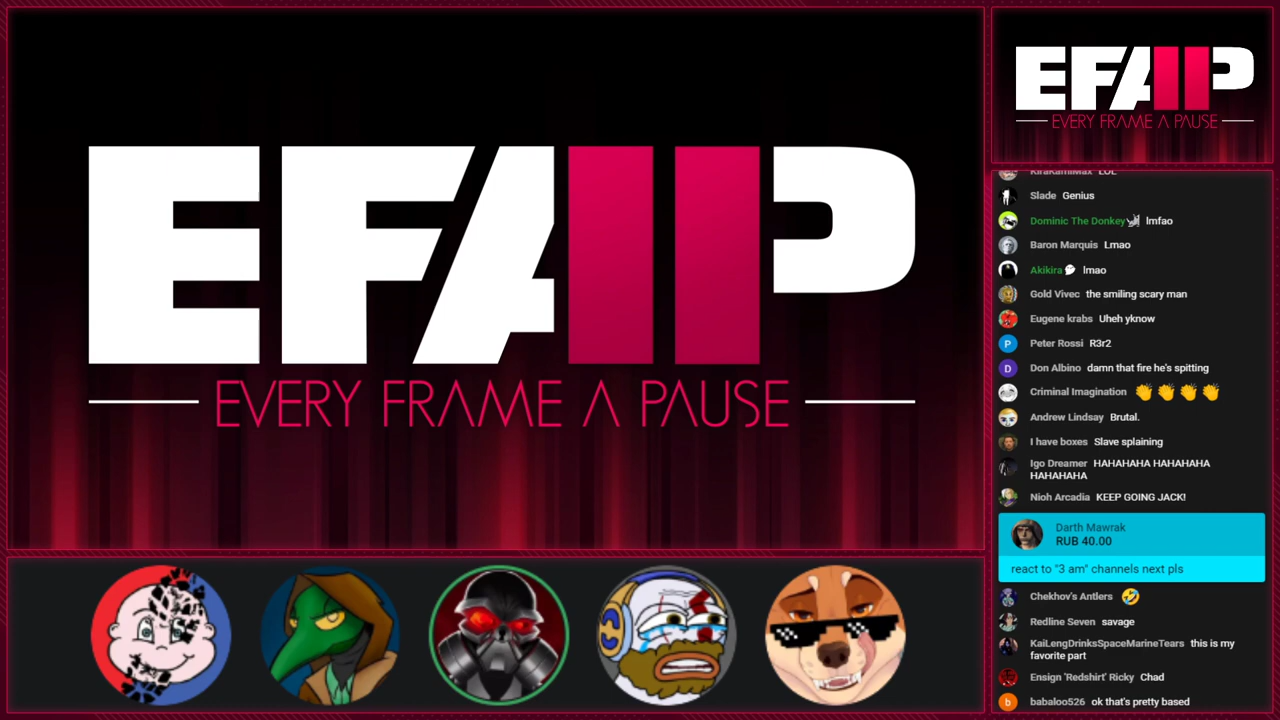 EFAP
EVERY FRAME A PAUSE
EFAP
EVERY FRAME A PAUSE
KiraKamiMax LOL
Slade Genius
Dominic The Donkey lmfao
Baron Marquis Lmao
Akikira lmao
Gold Vivec the smiling scary man
Eugene krabs Uheh yknow
P Peter Rossi R3r2
D Don Albino damn that fire he's spitting
Criminal Imagination 👏 👏 👏 👏
Andrew Lindsay Brutal.
I have boxes Slave splaining
Igo Dreamer HAHAHAHA HAHAHAHA
HAHAHAHA
Nioh Arcadia KEEP GOING JACK!
Darth Mawrak
RUB 40.00
react to "3 am" channels next pls
Chekhov's Antlers 🤣
Redline Seven savage
KaiLengDrinksSpaceMarineTears this is my
favorite part
Ensign 'Redshirt' Ricky Chad
b babaloo526 ok that's pretty based